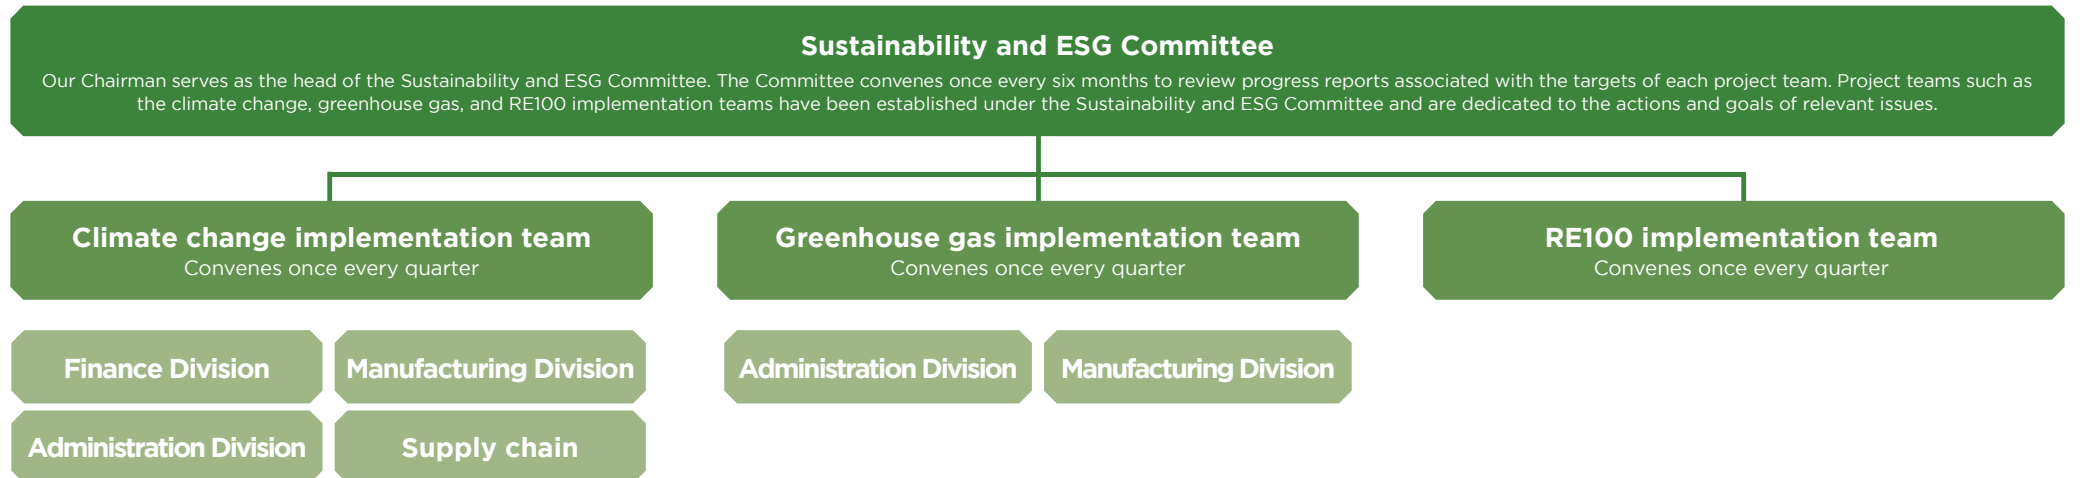 Sustainability and ESG Committee
Our Chairman serves as the head of the Sustainability and ESG Committee. The Committee convenes once every six months to review progress reports associated with the targets of each project team. Project teams such as
the climate change, greenhouse gas, and RE100 implementation teams have been established under the Sustainability and ESG Committee and are dedicated to the actions and goals of relevant issues.
Climate change implementation team
Convenes once every quarter
Greenhouse gas implementation team
Convenes once every quarter
RE100 implementation team
Convenes once every quarter
Finance Division
Manufacturing Division
Administration Division
Supply chain
Administration Division
Manufacturing Division